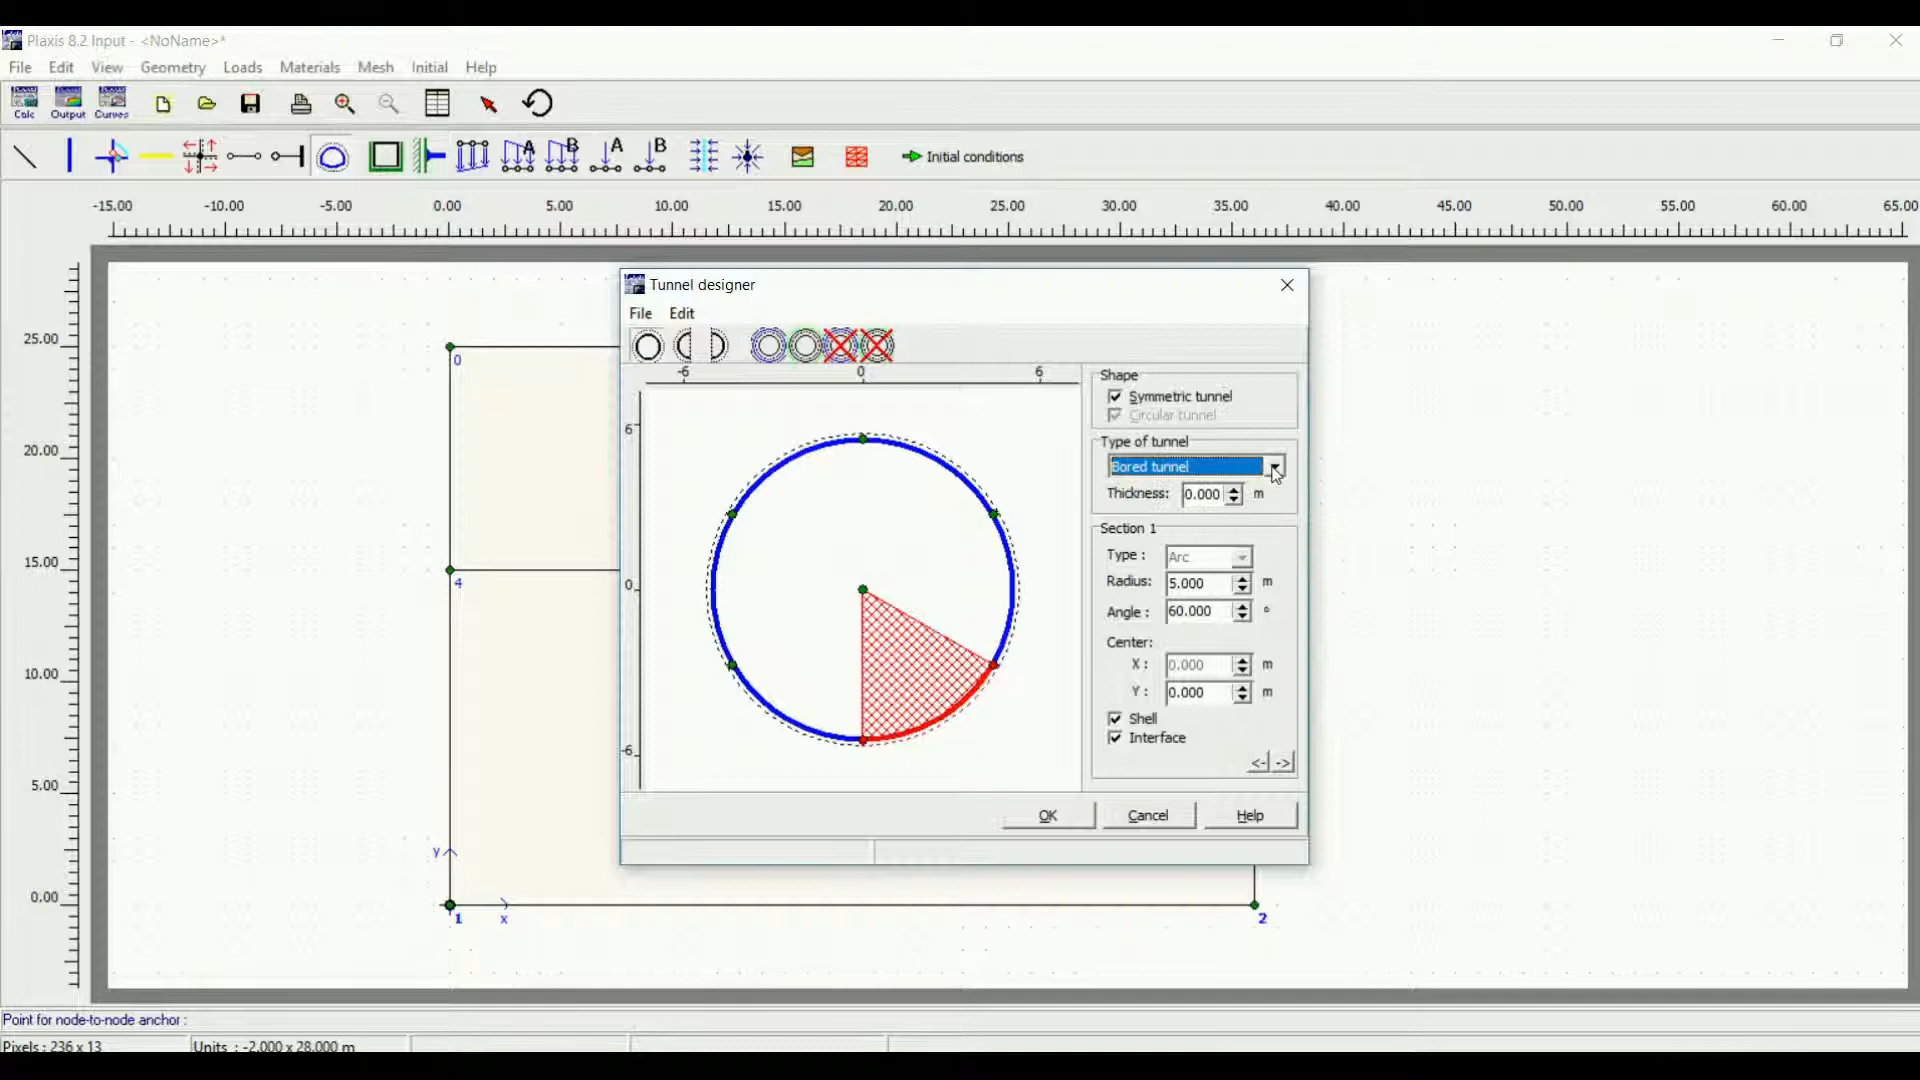 Plaxis 8.2 Input - <NoName>*
File Edit View Geometry Loads Materials Mesh Initial Help
Calc Output Curves
A B A B Initial conditions
-15.00 -10.00 -5.00 0.00 5.00 10.00 15.00 20.00 25.00 30.00 35.00 40.00 45.00 50.00 55.00 60.00 65.00
25.00
20.00
15.00
10.00
5.00
0.00
0
4
y
1
x
2
Tunnel designer
File Edit
-6 0 6
6
0
-6
Shape
Symmetric tunnel
Circular tunnel
Type of tunnel
Bored tunnel
Thickness: 0.000 m
Section 1
Type : Arc
Radius: 5.000 m
Angle : 60.000 °
Center:
X : 0.000 m
Y : 0.000 m
Shell
Interface
<- ->
OK Cancel Help
Point for node-to-node anchor :
Pixels : 236 x 13 Units : -2.000 x 28.000 m